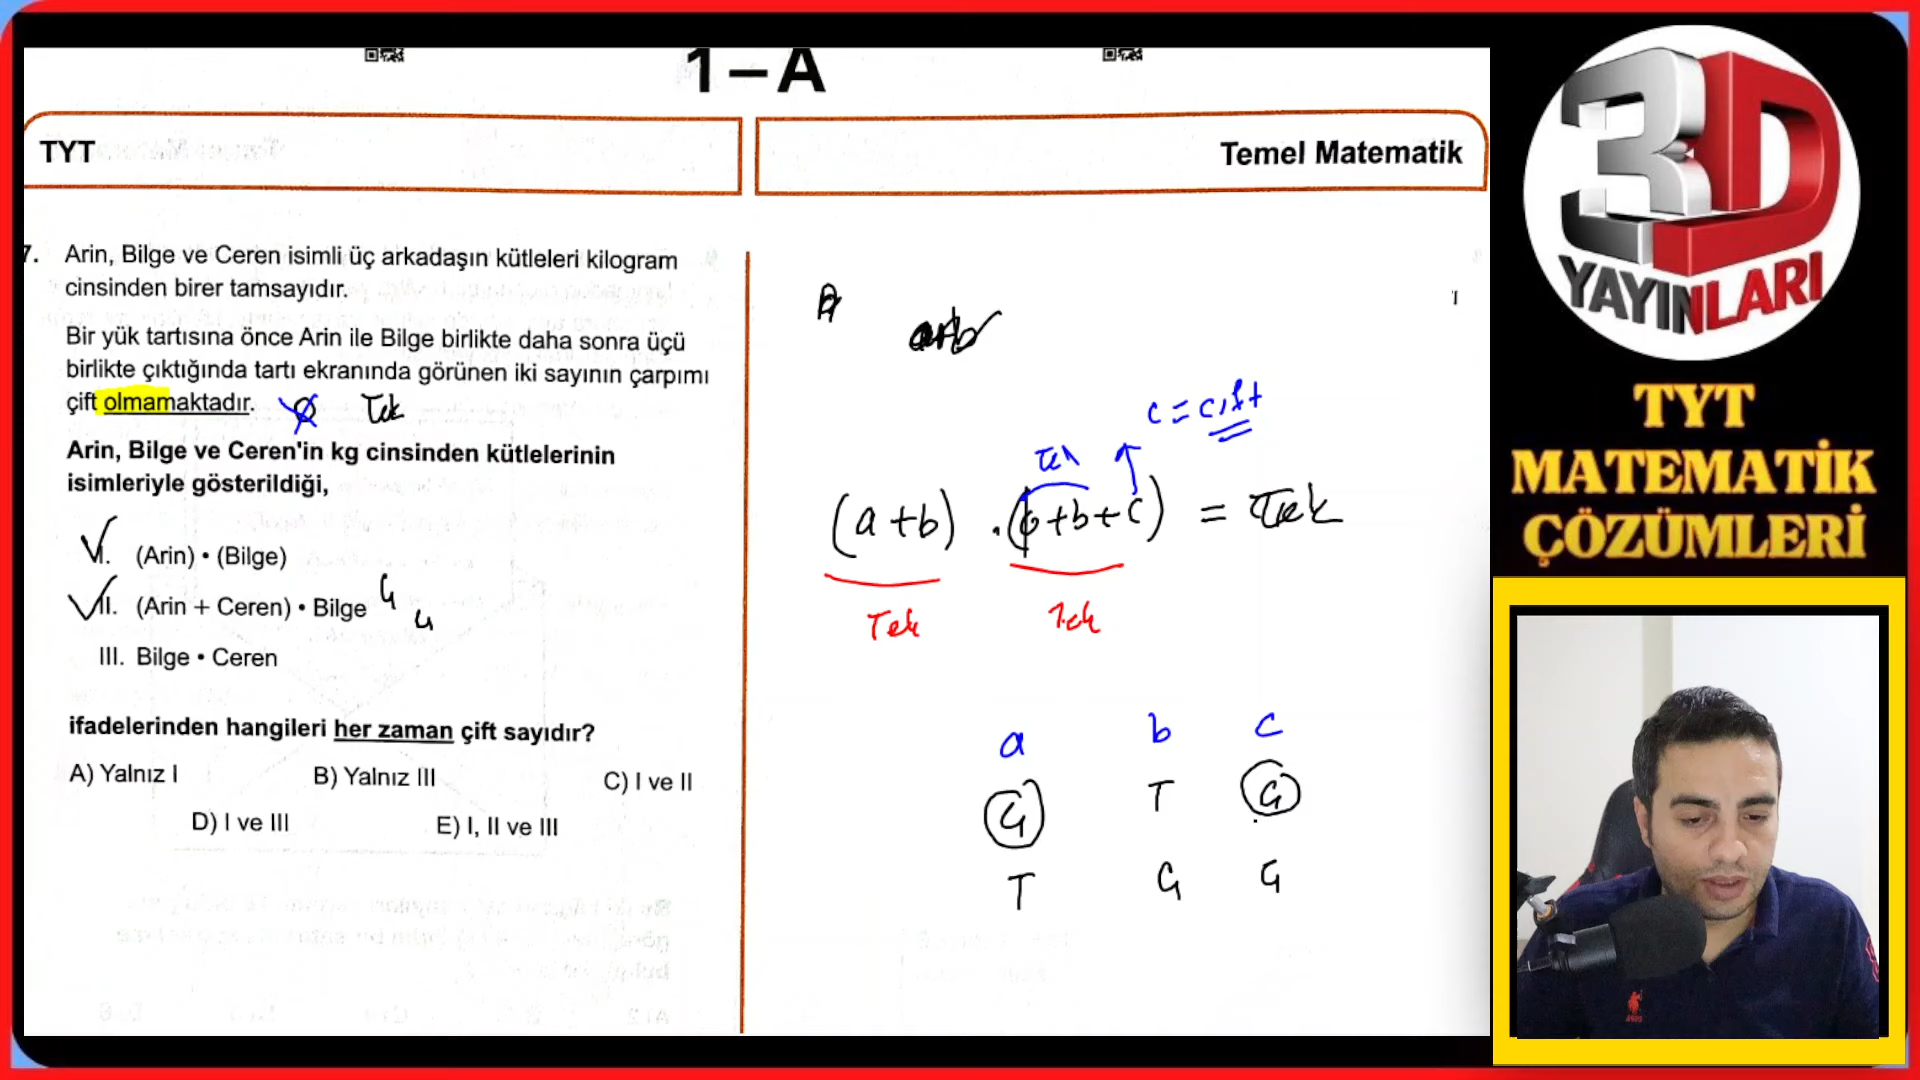 1 – A
TYT
Temel Matematik
7. Arin, Bilge ve Ceren isimli üç arkadaşın kütleleri kilogram
cinsinden birer tamsayıdır.
Bir yük tartısına önce Arin ile Bilge birlikte daha sonra üçü
birlikte çıktığında tartı ekranında görünen iki sayının çarpımı
çift olmamaktadır. Tek
Arin, Bilge ve Ceren'in kg cinsinden kütlelerinin
isimleriyle gösterildiği,
I. (Arin) • (Bilge)
II. (Arin + Ceren) • Bilge Ç
Ç
III. Bilge • Ceren
ifadelerinden hangileri her zaman çift sayıdır?
A) Yalnız I B) Yalnız III C) I ve II
D) I ve III E) I, II ve III
A
a+b
c = çift
Tek
(a+b) . (a+b+c) = Tek
Tek Tek
a b c
Ç T Ç
T Ç Ç
3D
YAYINLARI
TYT
MATEMATİK
ÇÖZÜMLERİ